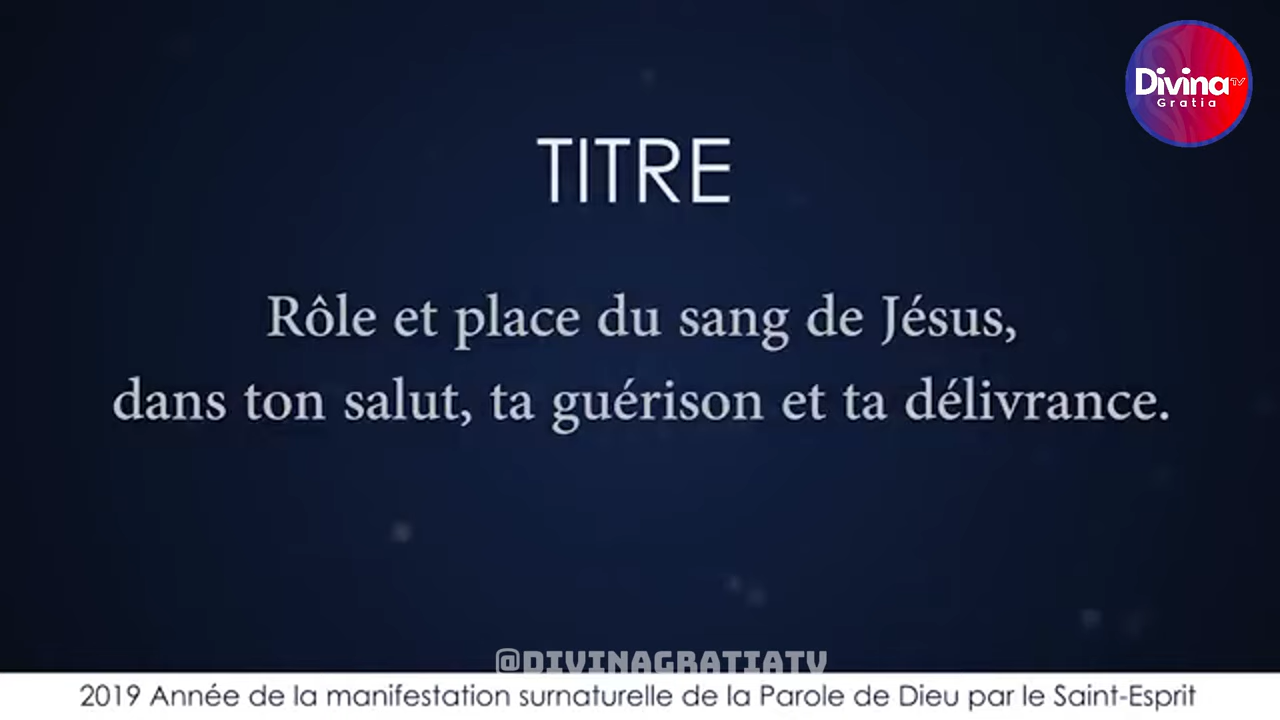 Divina TV
Gratia
TITRE
Rôle et place du sang de Jésus,
dans ton salut, ta guérison et ta délivrance.
@DIVINAGRATIATV
2019 Année de la manifestation surnaturelle de la Parole de Dieu par le Saint-Esprit